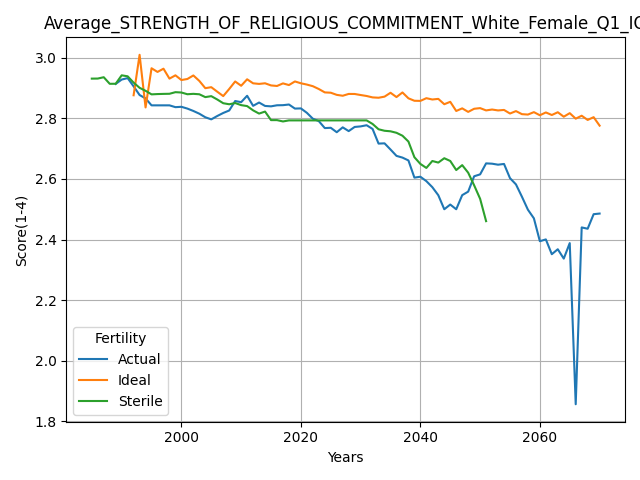 Average_STRENGTH_OF_RELIGIOUS_COMMITMENT_White_Female_Q1_IC
3.0
2.8
2.6
2.4
2.2
2.0
1.8
Score(1-4)
Fertility
Actual
Ideal
Sterile
2000
2020
2040
2060
Years